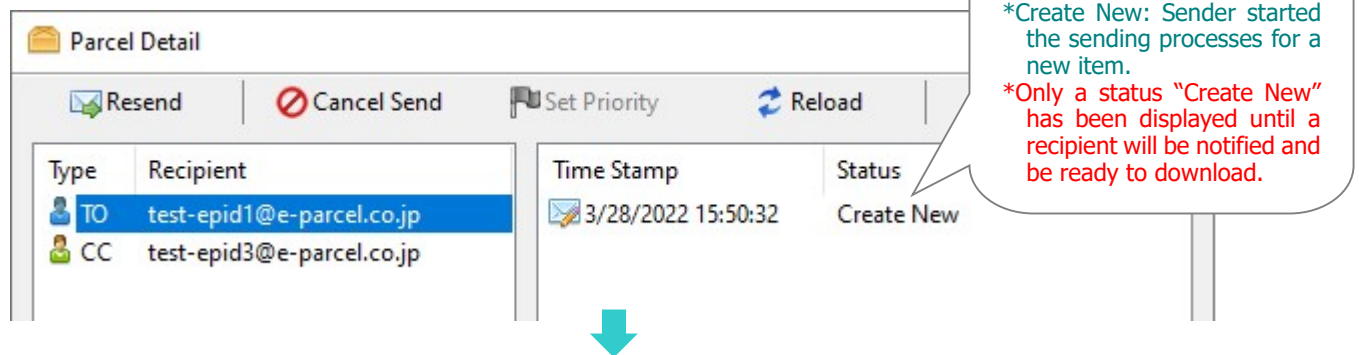 *Create New: Sender started
the sending processes for a
new item.
*Only a status “Create New”
has been displayed until a
recipient will be notified and
be ready to download.
Parcel Detail
Resend Cancel Send Set Priority Reload
Type Recipient Time Stamp Status
TO test-epid1@e-parcel.co.jp 3/28/2022 15:50:32 Create New
CC test-epid3@e-parcel.co.jp